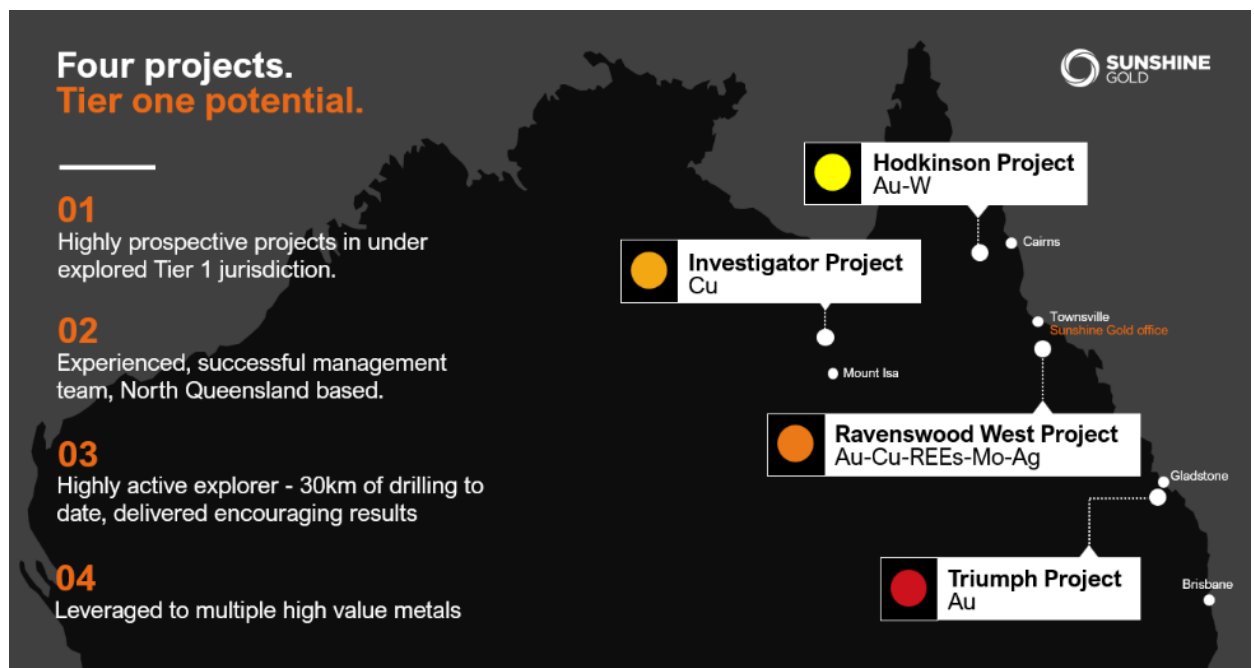 Four projects.
Tier one potential.
SUNSHINE
GOLD
01
Highly prospective projects in under
explored Tier 1 jurisdiction.
02
Experienced, successful management
team, North Queensland based.
03
Highly active explorer - 30km of drilling to
date, delivered encouraging results
04
Leveraged to multiple high value metals
Hodkinson Project
Au-W
Cairns
Investigator Project
Cu
Townsville
Sunshine Gold office
Mount Isa
Ravenswood West Project
Au-Cu-REEs-Mo-Ag
Gladstone
Triumph Project
Au
Brisbane